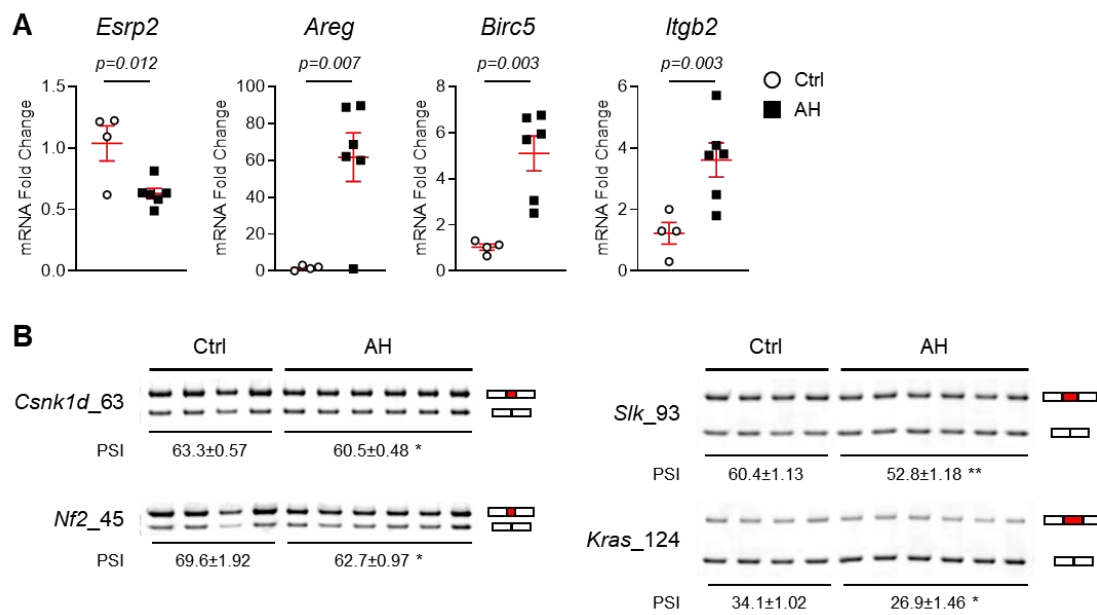 A
Esrp2
Areg
Birc5
Itgb2
p=0.012
p=0.007
p=0.003
p=0.003
Ctrl
AH
mRNA Fold Change
1.5
1.0
0.5
0.0
mRNA Fold Change
100
80
60
40
20
0
mRNA Fold Change
8
6
4
2
0
mRNA Fold Change
6
4
2
0
B
Ctrl
AH
Csnk1d_63
PSI
63.3±0.57
60.5±0.48 *
Nf2_45
PSI
69.6±1.92
62.7±0.97 *
Ctrl
AH
Slk_93
PSI
60.4±1.13
52.8±1.18 **
Kras_124
PSI
34.1±1.02
26.9±1.46 *